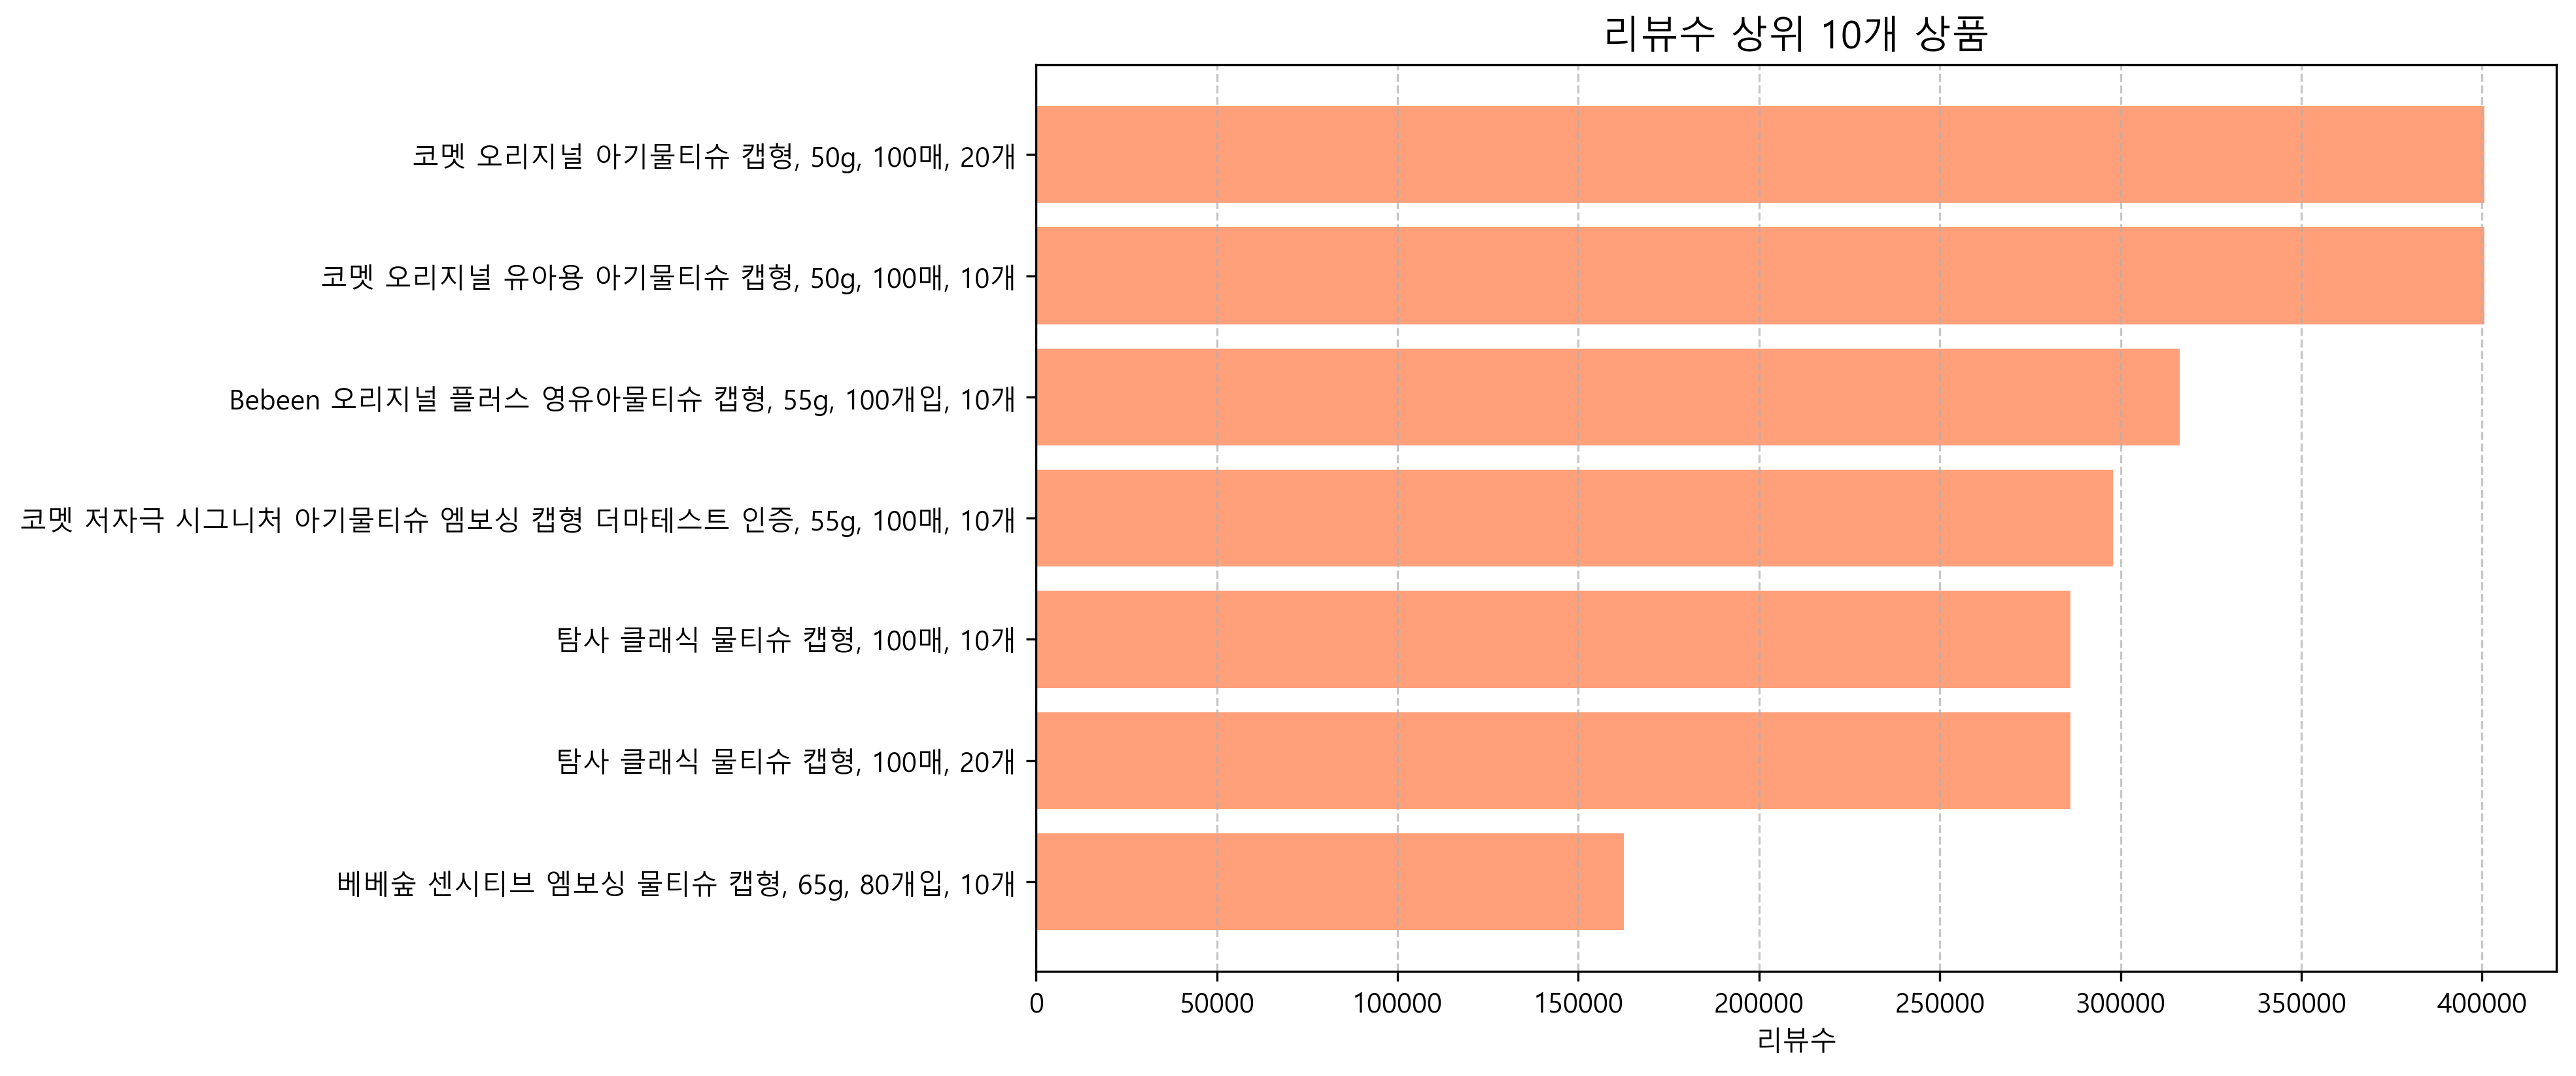 리뷰수 상위 10개 상품
코멧 오리지널 아기물티슈 캡형, 50g, 100매, 20개
코멧 오리지널 유아용 아기물티슈 캡형, 50g, 100매, 10개
Bebeen 오리지널 플러스 영유아물티슈 캡형, 55g, 100개입, 10개
코멧 저자극 시그니처 아기물티슈 엠보싱 캡형 더마테스트 인증, 55g, 100매, 10개
탐사 클래식 물티슈 캡형, 100매, 10개
탐사 클래식 물티슈 캡형, 100매, 20개
베베숲 센시티브 엠보싱 물티슈 캡형, 65g, 80개입, 10개
0 50000 100000 150000 200000 250000 300000 350000 400000
리뷰수